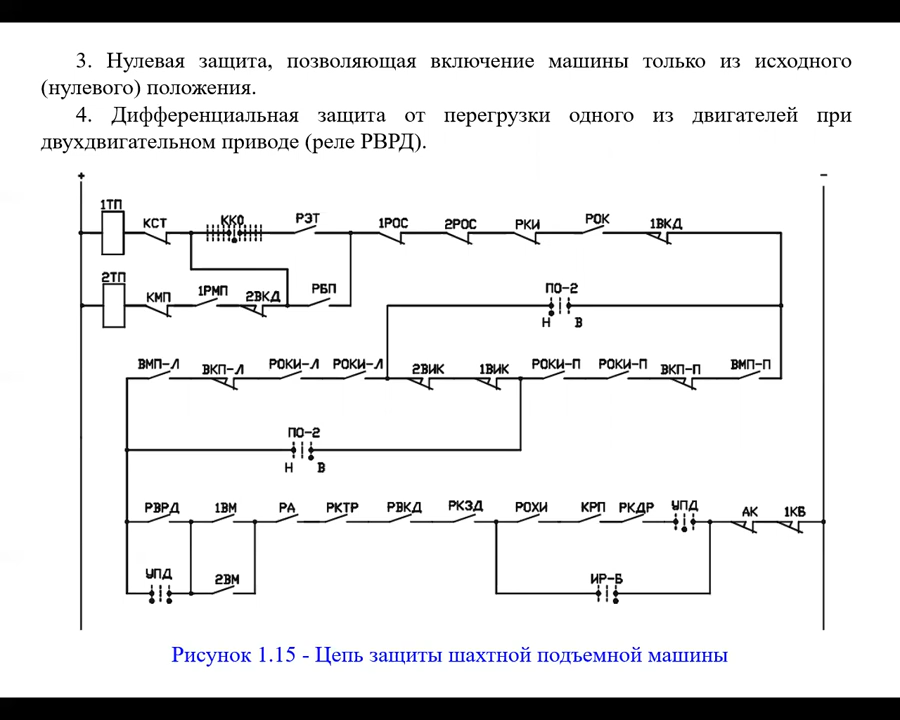 3. Нулевая защита, позволяющая включение машины только из исходного
(нулевого) положения.
4. Дифференциальная защита от перегрузки одного из двигателей при
двухдвигательном приводе (реле РВРД).
+ –
1ТП КСТ ККО РЭТ 1РОС 2РОС РКИ РОК 1ВКД
2ТП КМП 1РМП 2ВКД РБП ПО-2
Н В
ВМП-Л ВКП-Л РОКИ-Л РОКИ-Л 2ВИК 1ВИК РОКИ-П РОКИ-П ВКП-П ВМП-П
ПО-2
Н В
РВРД 1ВМ РА РКТР РВКД РКЗД РОХИ КРП РКДР УПД АК 1КБ
УПД 2ВМ ИР-Б
Рисунок 1.15 - Цепь защиты шахтной подъемной машины